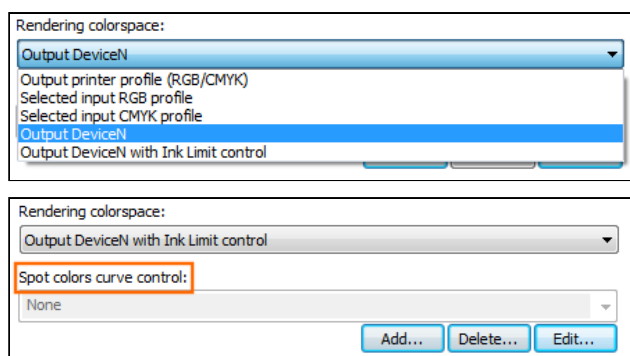 Rendering colorspace:
Output DeviceN
Output printer profile (RGB/CMYK)
Selected input RGB profile
Selected input CMYK profile
Output DeviceN
Output DeviceN with Ink Limit control
Rendering colorspace:
Output DeviceN with Ink Limit control
Spot colors curve control:
None
Add... Delete... Edit...